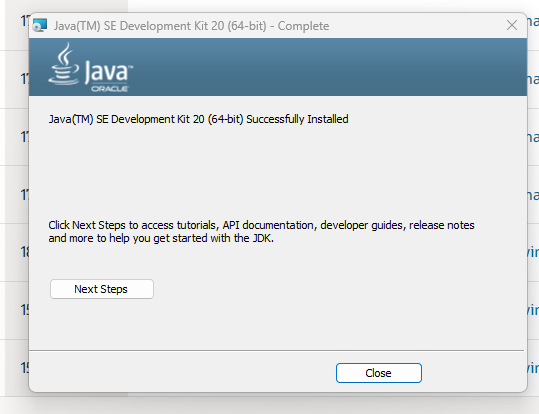 Java(TM) SE Development Kit 20 (64-bit) - Complete
Java™
ORACLE
Java(TM) SE Development Kit 20 (64-bit) Successfully Installed
Click Next Steps to access tutorials, API documentation, developer guides, release notes
and more to help you get started with the JDK.
Next Steps
Close